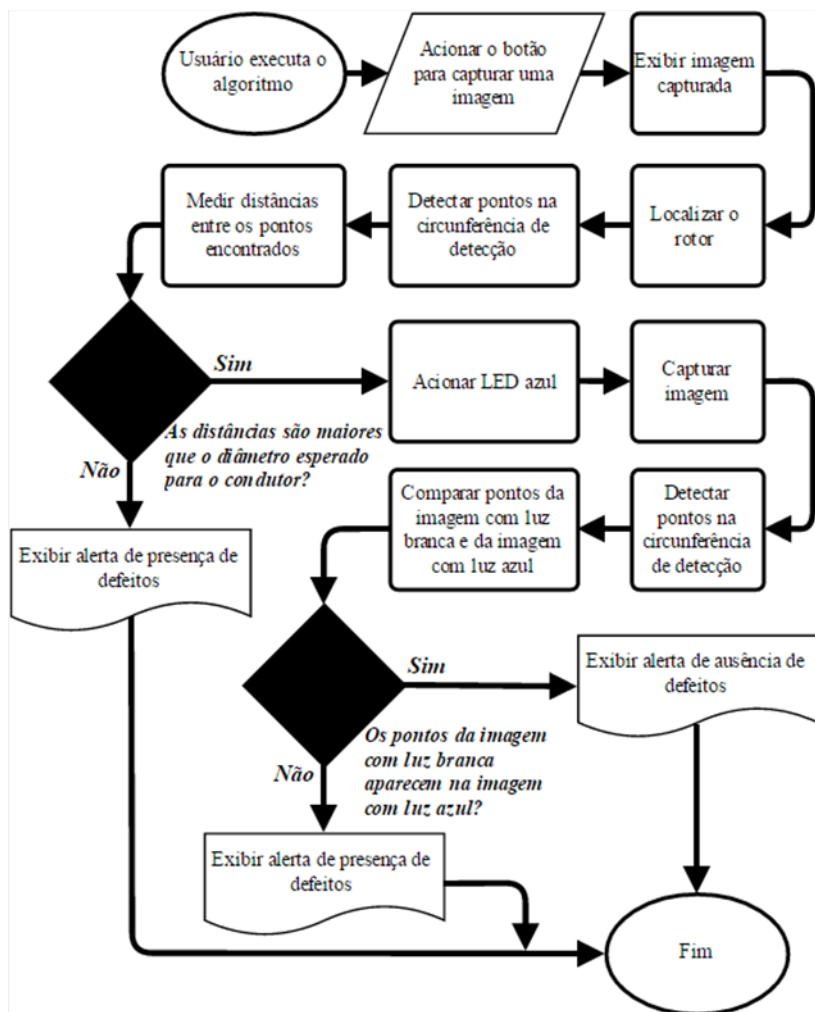 Usuário executa o
algoritmo
Acionar o botão
para capturar uma
imagem
Exibir imagem
capturada
Localizar o
rotor
Detectar pontos na
circunferência de
detecção
Medir distâncias
entre os pontos
encontrados
Sim
As distâncias são maiores
que o diâmetro esperado
para o condutor?
Não
Acionar LED azul
Capturar
imagem
Detectar
pontos na
circunferência
de detecção
Comparar pontos da
imagem com luz
branca e da imagem
com luz azul
Exibir alerta de presença de
defeitos
Sim
Os pontos da imagem
com luz branca
aparecem na imagem
com luz azul?
Não
Exibir alerta de ausência de
defeitos
Exibir alerta de presença de
defeitos
Fim